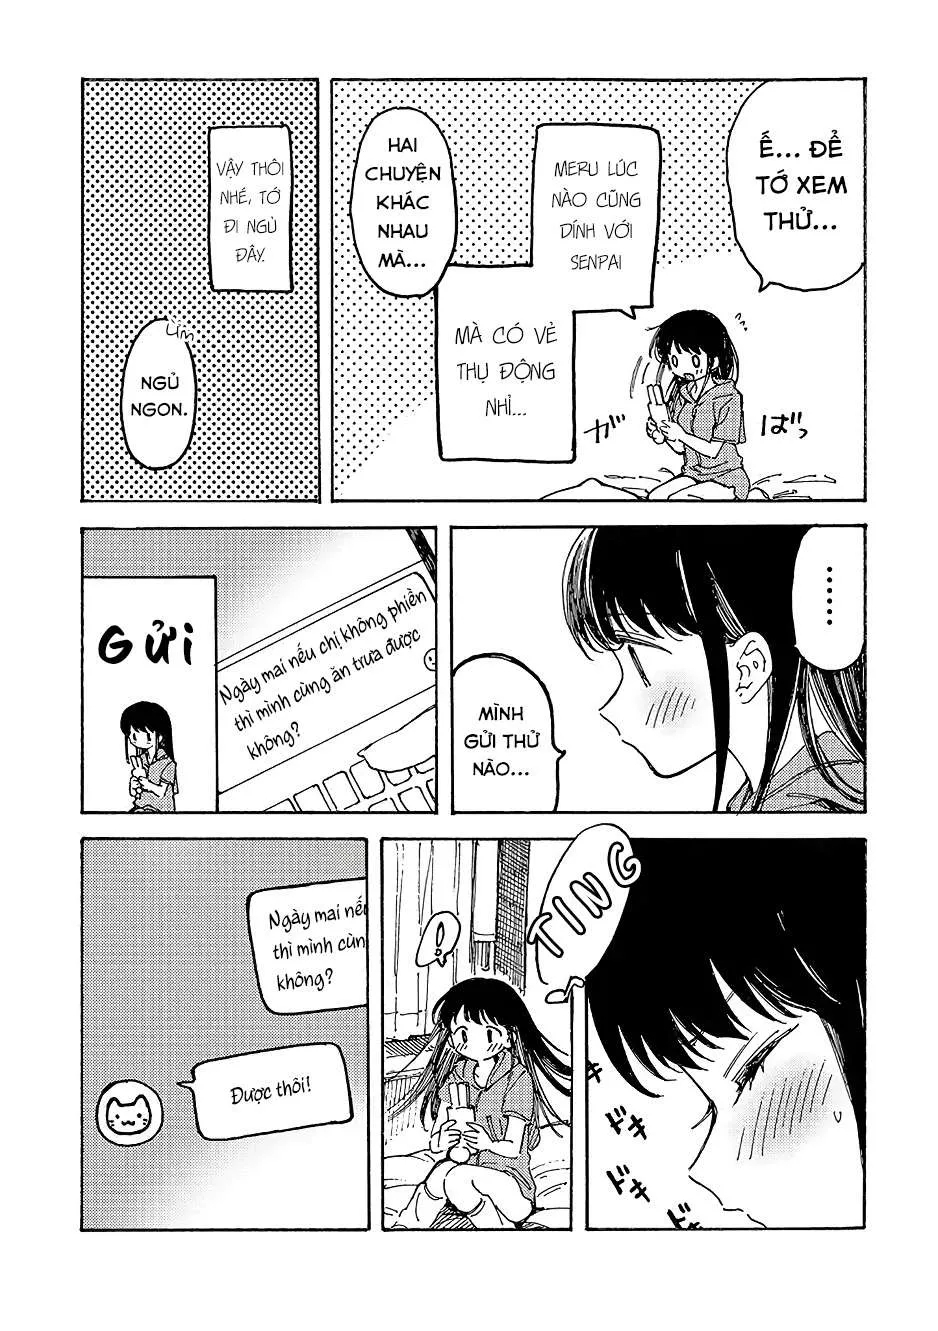 Ế... ĐỂ
TỚ XEM
THỬ...
MERU LÚC
NÀO CŨNG
DÍNH VỚI
SENPAI
MÀ CÓ VẺ
THỤ ĐỘNG
NHỈ...
HAI
CHUYỆN
KHÁC
NHAU
MÀ...
ガ
ばっ
VẬY THÔI
NHÉ, TỚ
ĐI NGỦ
ĐÂY.
ỪM
NGỦ
NGON.
......
MÌNH
GỬI THỬ
NÀO...
Ngày mai nếu chị không phiền
thì mình cùng ăn trưa được
không?
GỬI
TING
ドキ
ドキ
ドキ
!
Ngày mai nếu
thì mình cùn
không?
Được thôi!